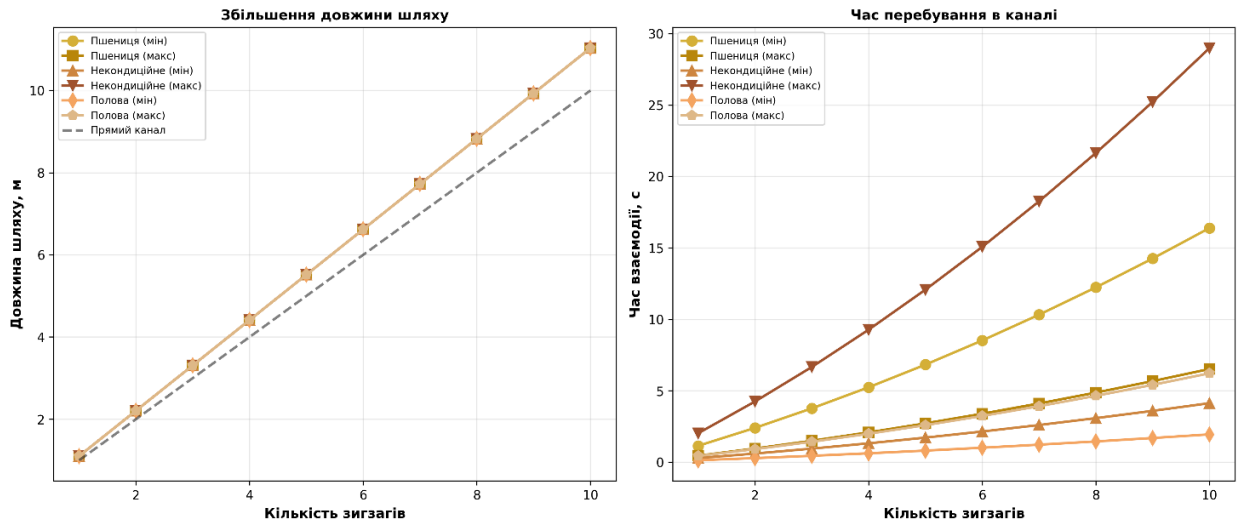 Збільшення довжини шляху
Пшениця (мін)
Пшениця (макс)
Некондиційне (мін)
Некондиційне (макс)
Полова (мін)
Полова (макс)
Прямий канал
Довжина шляху, м
10
8
6
4
2
2
4
6
8
10
Кількість зигзагів
Час перебування в каналі
Пшениця (мін)
Пшениця (макс)
Некондиційне (мін)
Некондиційне (макс)
Полова (мін)
Полова (макс)
Час взаємодії, с
30
25
20
15
10
5
0
2
4
6
8
10
Кількість зигзагів